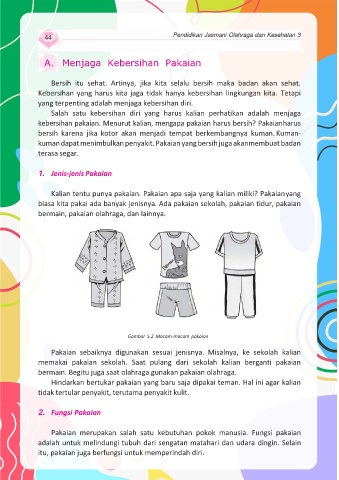 44
Pendidikan Jasmani Olahraga dan Kesehatan 3
A. Menjaga Kebersihan Pakaian
Bersih itu sehat. Artinya, jika kita selalu bersih maka badan akan sehat.
Kebersihan yang harus kita jaga tidak hanya kebersihan lingkungan kita. Tetapi
yang terpenting adalah menjaga kebersihan diri.
Salah satu kebersihan diri yang harus kalian perhatikan adalah menjaga
kebersihan pakaian. Menurut kalian, mengapa pakaian harus bersih? Pakaianharus
bersih karena jika kotor akan menjadi tempat berkembangnya kuman. Kuman-
kuman dapat menimbulkan penyakit. Pakaian yang bersih juga akan membuat badan
terasa segar.
1. Jenis-jenis Pakaian
Kalian tentu punya pakaian. Pakaian apa saja yang kalian miliki? Pakaianyang
biasa kita pakai ada banyak jenisnya. Ada pakaian sekolah, pakaian tidur, pakaian
bermain, pakaian olahraga, dan lainnya.
Gambar 5.2 Macam-macam pakaian
Pakaian sebaiknya digunakan sesuai jenisnya. Misalnya, ke sekolah kalian
memakai pakaian sekolah. Saat pulang dari sekolah kalian berganti pakaian
bermain. Begitu juga saat olahraga gunakan pakaian olahraga.
Hindarkan bertukar pakaian yang baru saja dipakai teman. Hal ini agar kalian
tidak tertular penyakit, terutama penyakit kulit.
2. Fungsi Pakaian
Pakaian merupakan salah satu kebutuhan pokok manusia. Fungsi pakaian
adalah untuk melindungi tubuh dari sengatan matahari dan udara dingin. Selain
itu, pakaian juga berfungsi untuk memperindah diri.